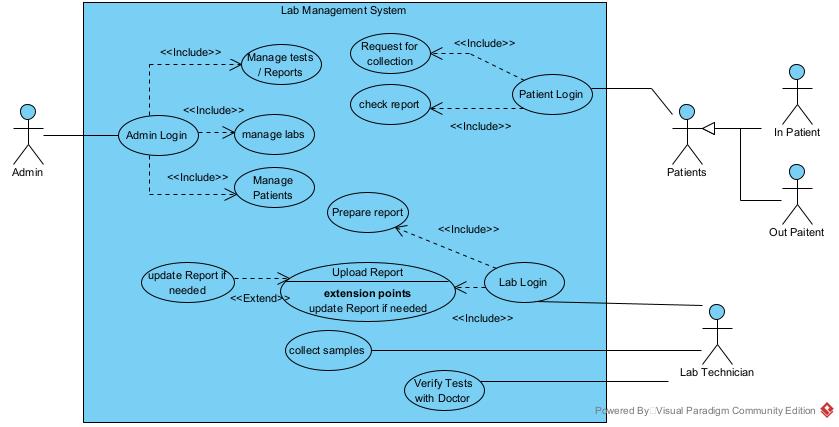 Lab Management System
<<Include>>
Manage tests
/ Reports
<<Include>>
Admin Login
manage labs
<<Include>>
Manage
Patients
Admin
Request for
collection
<<Include>>
check report
Patient Login
<<Include>>
Patients
In Patient
Out Paitent
Prepare report
<<Include>>
update Report if
needed
<<Extend>>
Upload Report
extension points
update Report if needed
Lab Login
<<Include>>
collect samples
Verify Tests
with Doctor
Lab Technician
Powered By Visual Paradigm Community Edition